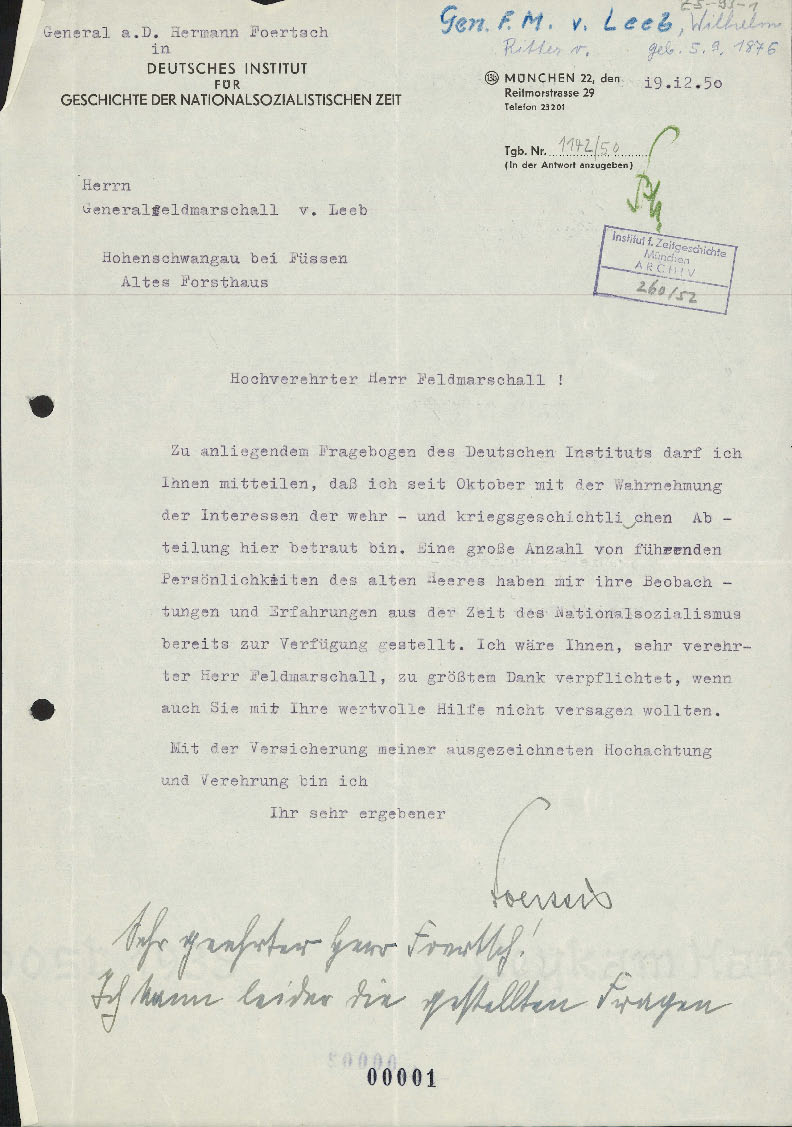 ES-95-1
Gen. F. M. v. Leeb, Wilhelm
Ritter v. geb. 5.9.1876
General a.D. Hermann Foertsch
in
DEUTSCHES INSTITUT
FÜR
GESCHICHTE DER NATIONALSOZIALISTISCHEN ZEIT
13b MÜNCHEN 22, den 19.12.50
Reitmorstrasse 29
Telefon 23201
Tgb. Nr. 1142/50
(In der Antwort anzugeben)
Institut f. Zeitgeschichte
München
ARCHIV
260/52
Herrn
Generalfeldmarschall v. Leeb
Hohenschwangau bei Füssen
Altes Forsthaus
Hochverehrter Herr Feldmarschall !
Zu anliegendem Fragebogen des Deutschen Instituts darf ich
Ihnen mitteilen, daß ich seit Oktober mit der Wahrnehmung
der Interessen der wehr - und kriegsgeschichtlichen Ab -
teilung hier betraut bin. Eine große Anzahl von führenden
Persönlichkeiten des alten Heeres haben mir ihre Beobach -
tungen und Erfahrungen aus der Zeit des Nationalsozialismus
bereits zur Verfügung gestellt. Ich wäre Ihnen, sehr verehr-
ter Herr Feldmarschall, zu größtem Dank verpflichtet, wenn
auch Sie mit Ihre wertvolle Hilfe nicht versagen wollten.
Mit der Versicherung meiner ausgezeichneten Hochachtung
und Verehrung bin ich
Ihr sehr ergebener
Foertsch
Sehr geehrter Herr Foertsch!
Ich kann leider die gestellten Fragen
00001